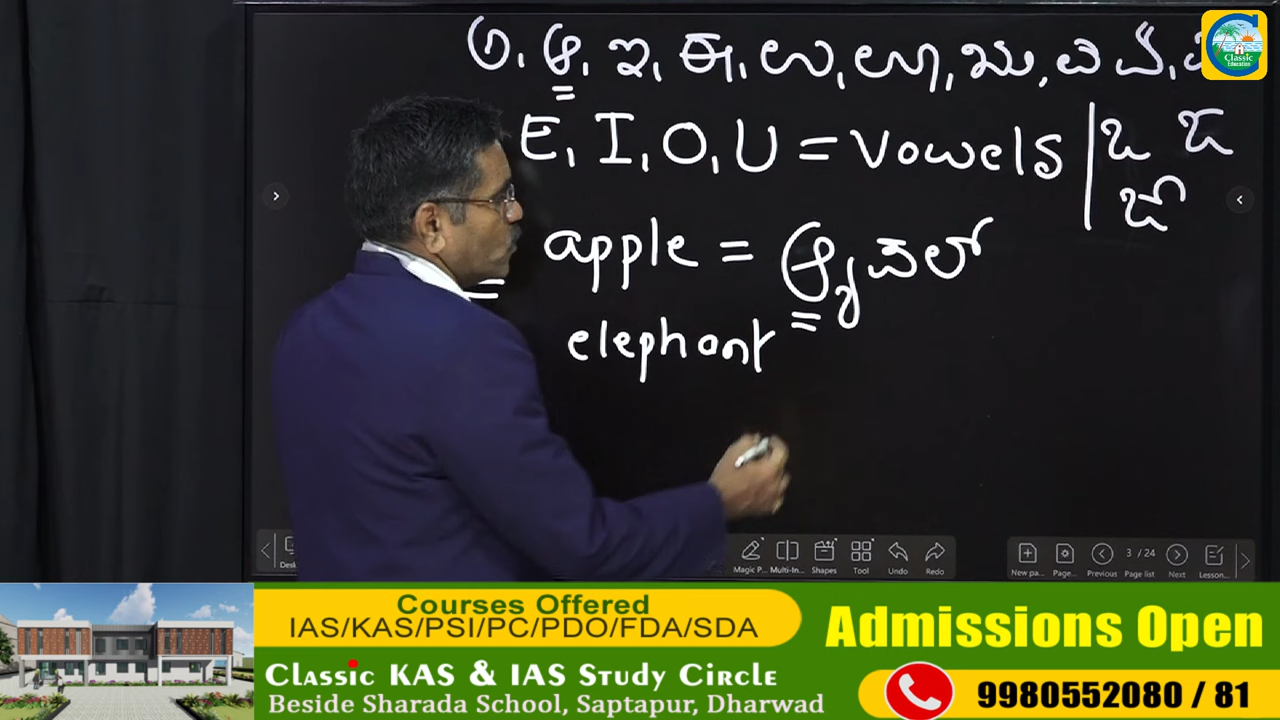 ಅ, ಆ, ಇ, ಈ, ಉ, ಊ, ಋ, ಎ ಏ,
E, I, O, U = Vowels
ಒ ಓ
ಔ
apple = ಆ್ಯಪಲ್
elephant
Classic
Education
Magic P... Multi-In... Shapes Tool Undo Redo
New pa... Page... Previous 3 / 24 Page list Next Lesson...
Courses Offered
IAS/KAS/PSI/PC/PDO/FDA/SDA
Admissions Open
Classic KAS & IAS Study Circle
Beside Sharada School, Saptapur, Dharwad
9980552080 / 81